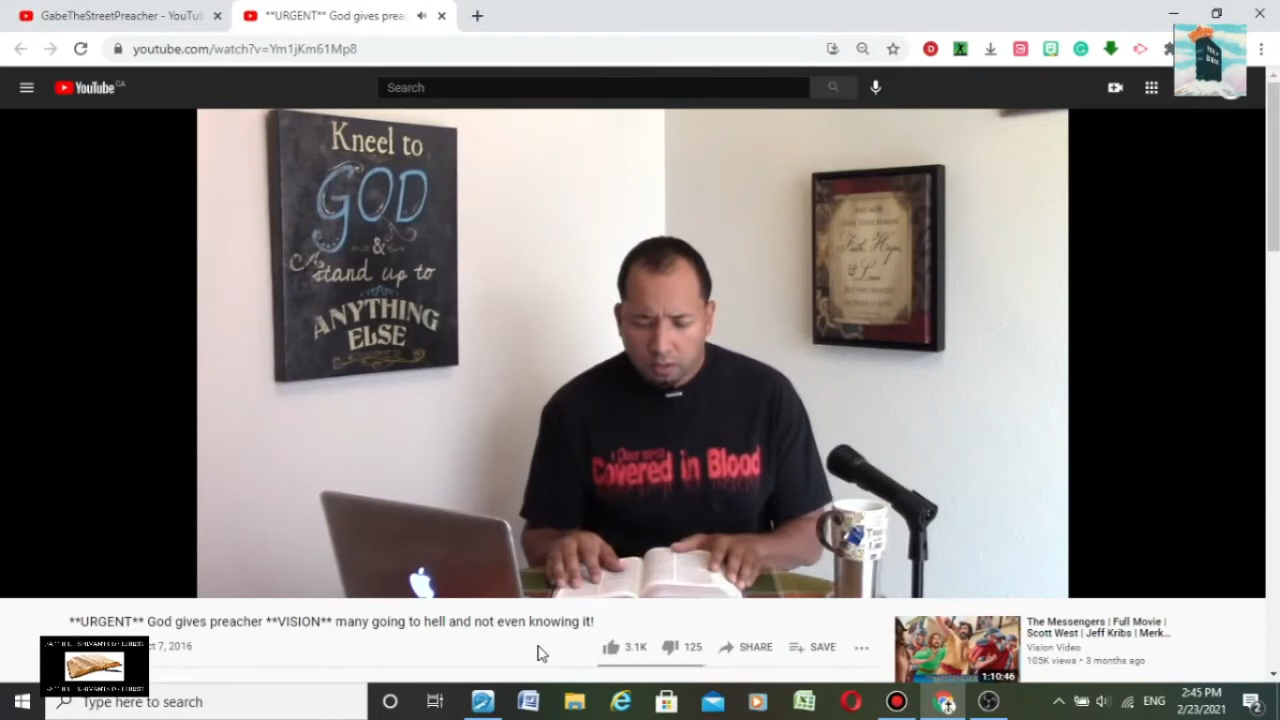 GabeTheStreetPreacher - YouTu
**URGENT** God gives prea
youtube.com/watch?v=Ym1jKm61Mp8
YouTube CA
Search
HOLY
BIBLE
Kneel to
GOD
&
Stand up to
ANYTHING
ELSE
Faith, Hope
& Love
Covered in Blood
**URGENT** God gives preacher **VISION** many going to hell and not even knowing it!
7, 2016
3.1K
125
SHARE
SAVE
The Messengers | Full Movie |
Scott West | Jeff Kribs | Merk...
Vision Video
105K views • 3 months ago
1:10:46
Type here to search
ENG
2:45 PM
2/23/2021
2